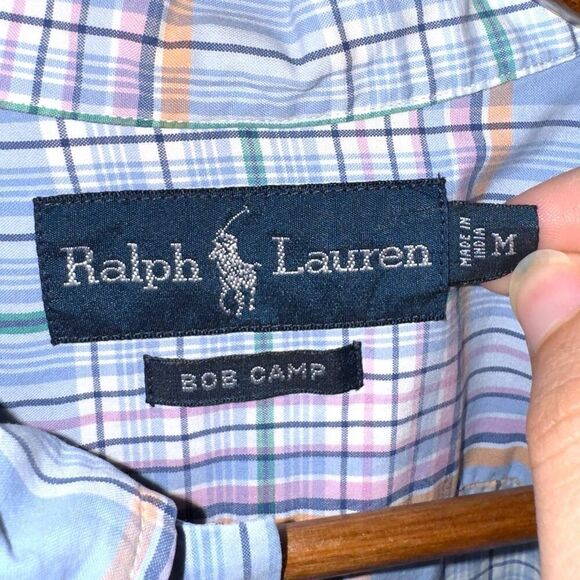 Ralph Lauren
MADE IN
INDIA
M
BOB CAMP